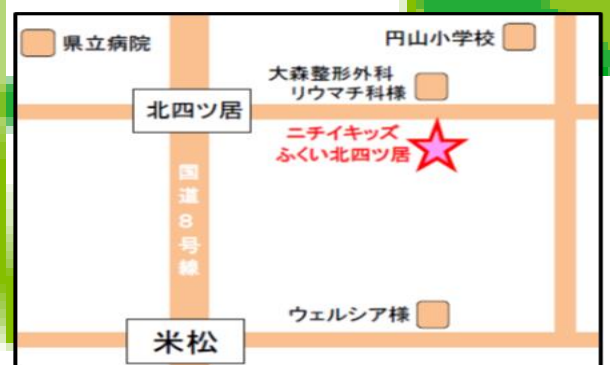 県立病院
円山小学校
大森整形外科
リウマチ科様
北四ツ居
ニチイキッズ
ふくい北四ツ居
国道8号線
ウェルシア様
米松